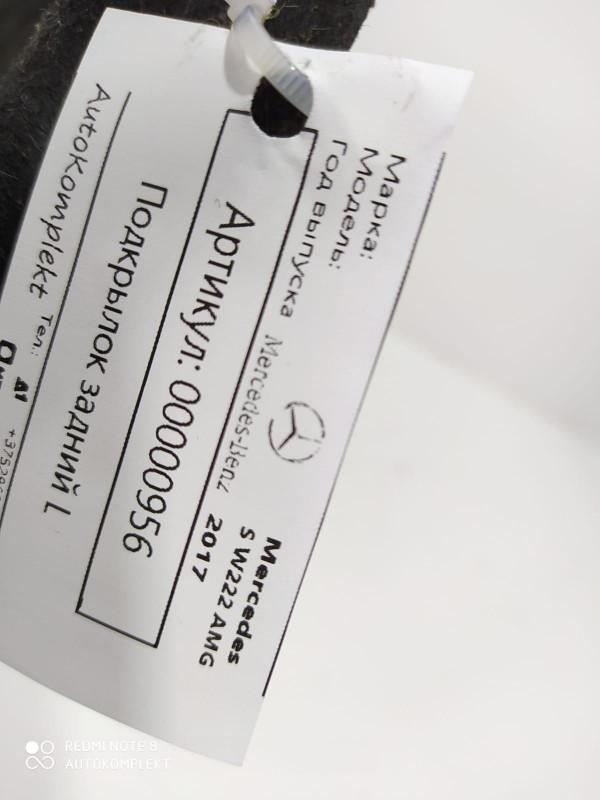 Марка: Mercedes
Модель: S W222 AMG
Год выпуска 2017
Mercedes-Benz
Артикул: 00000956
Подкрылок задний L
AutoKomplekt Тел.: A1
REDMI NOTE 8
AUTOKOMPLEKT